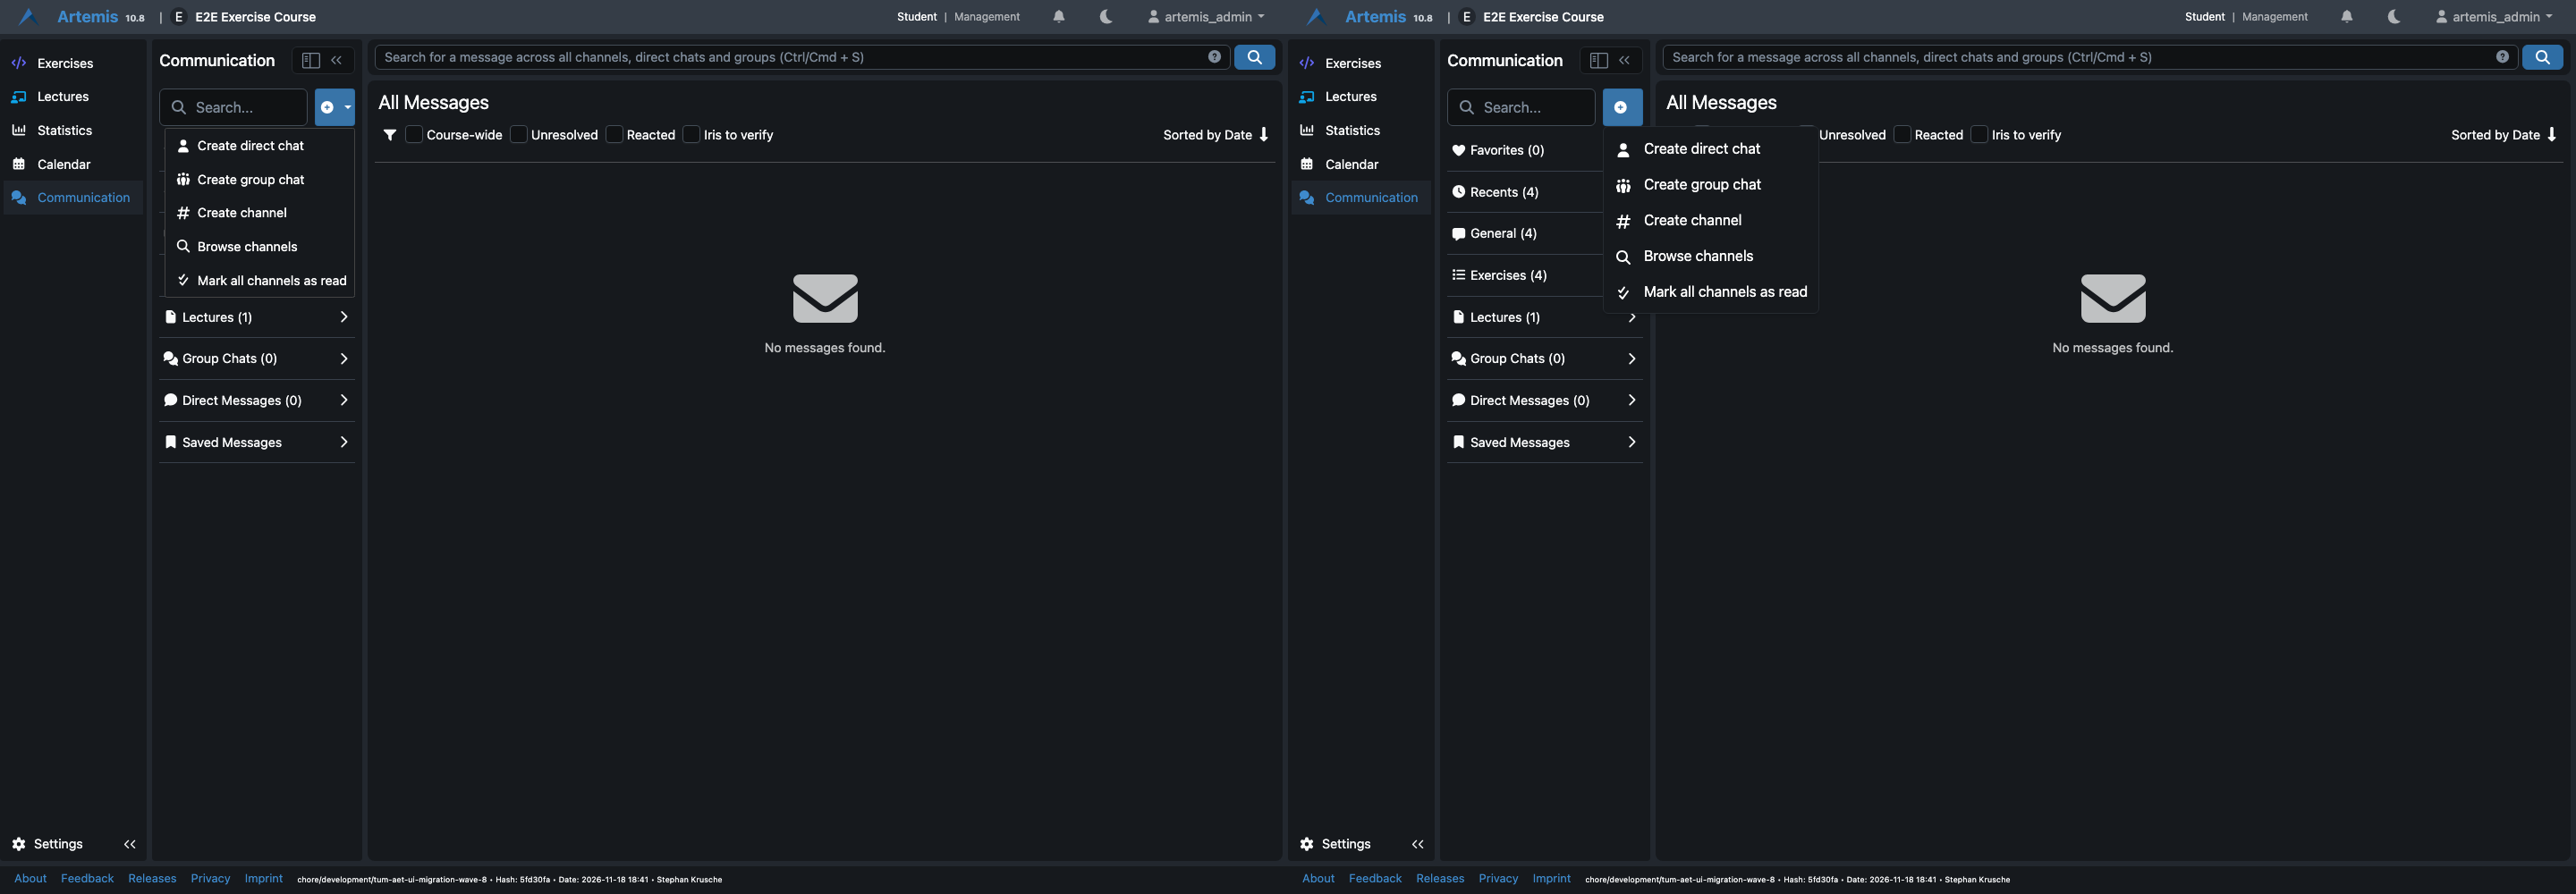 Artemis 10.8 | E E2E Exercise Course Student | Management artemis_admin
Exercises
Lectures
Statistics
Calendar
Communication
Settings
Communication
Search...
Create direct chat
Create group chat
Create channel
Browse channels
Mark all channels as read
Lectures (1)
Group Chats (0)
Direct Messages (0)
Saved Messages
Search for a message across all channels, direct chats and groups (Ctrl/Cmd + S)
All Messages
Course-wide Unresolved Reacted Iris to verify Sorted by Date
No messages found.
About Feedback Releases Privacy Imprint chore/development/tum-aet-ui-migration-wave-8 • Hash: 5fd30fa • Date: 2026-11-18 18:41 • Stephan Krusche
Artemis 10.8 | E E2E Exercise Course Student | Management artemis_admin
Exercises
Lectures
Statistics
Calendar
Communication
Settings
Communication
Search...
Favorites (0)
Recents (4)
General (4)
Exercises (4)
Lectures (1)
Group Chats (0)
Direct Messages (0)
Saved Messages
Create direct chat
Create group chat
Create channel
Browse channels
Mark all channels as read
Search for a message across all channels, direct chats and groups (Ctrl/Cmd + S)
All Messages
Unresolved Reacted Iris to verify Sorted by Date
No messages found.
About Feedback Releases Privacy Imprint chore/development/tum-aet-ui-migration-wave-8 • Hash: 5fd30fa • Date: 2026-11-18 18:41 • Stephan Krusche